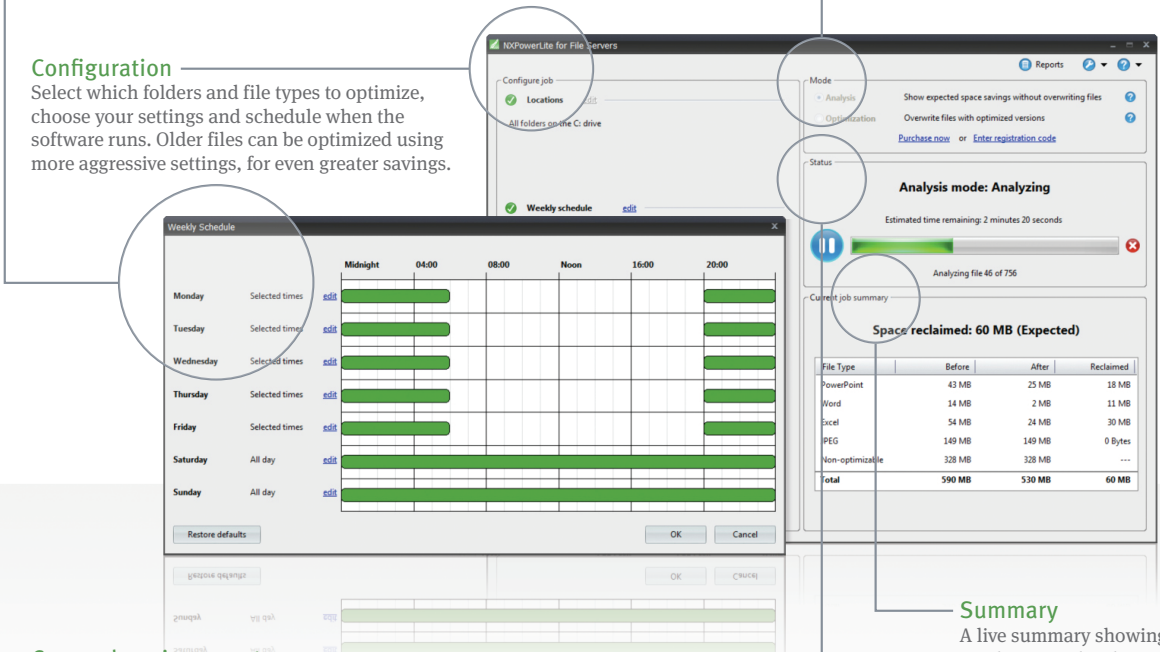 Configuration
Select which folders and file types to optimize,
choose your settings and schedule when the
software runs. Older files can be optimized using
more aggressive settings, for even greater savings.
NXPowerLite for File Servers
Reports
Configure job
Locations edit
All folders on the C: drive
Weekly schedule edit
Mode
Analysis Show expected space savings without overwriting files
Optimization Overwrite files with optimized versions
Purchase now or Enter registration code
Status
Analysis mode: Analyzing
Estimated time remaining: 2 minutes 20 seconds
Analyzing file 46 of 756
Current job summary
Space reclaimed: 60 MB (Expected)
File Type Before After Reclaimed
PowerPoint 43 MB 25 MB 18 MB
Word 14 MB 2 MB 11 MB
Excel 54 MB 24 MB 30 MB
JPEG 149 MB 149 MB 0 Bytes
Non-optimizable 328 MB 328 MB ---
Total 590 MB 530 MB 60 MB
Weekly Schedule
Midnight 04:00 08:00 Noon 16:00 20:00
Monday Selected times edit
Tuesday Selected times edit
Wednesday Selected times edit
Thursday Selected times edit
Friday Selected times edit
Saturday All day edit
Sunday All day edit
Restore defaults OK Cancel
Summary
A live summary showing